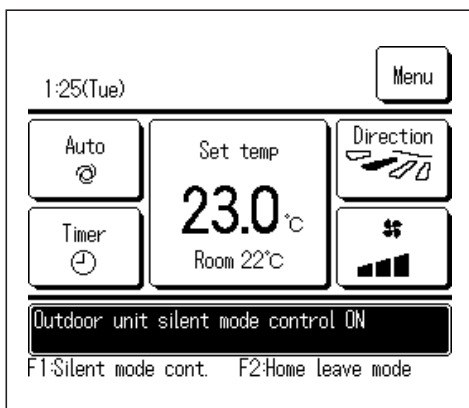 1:25(Tue)
Menu
Auto
Set temp
Direction
23.0°C
Timer
Room 22°C
Outdoor unit silent mode control ON
F1:Silent mode cont. F2:Home leave mode